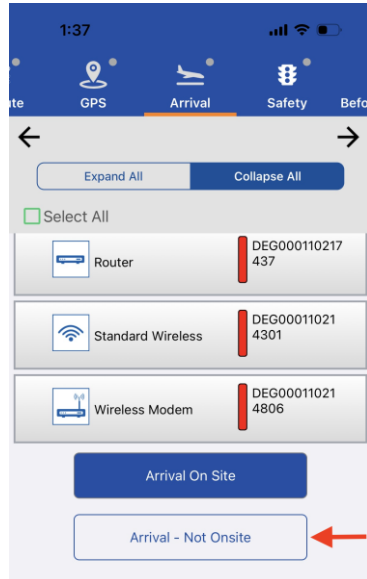 1:37
ute GPS Arrival Safety Befo
Expand All Collapse All
Select All
Router DEG000110217
437
Standard Wireless DEG00011021
4301
Wireless Modem DEG00011021
4806
Arrival On Site
Arrival - Not Onsite